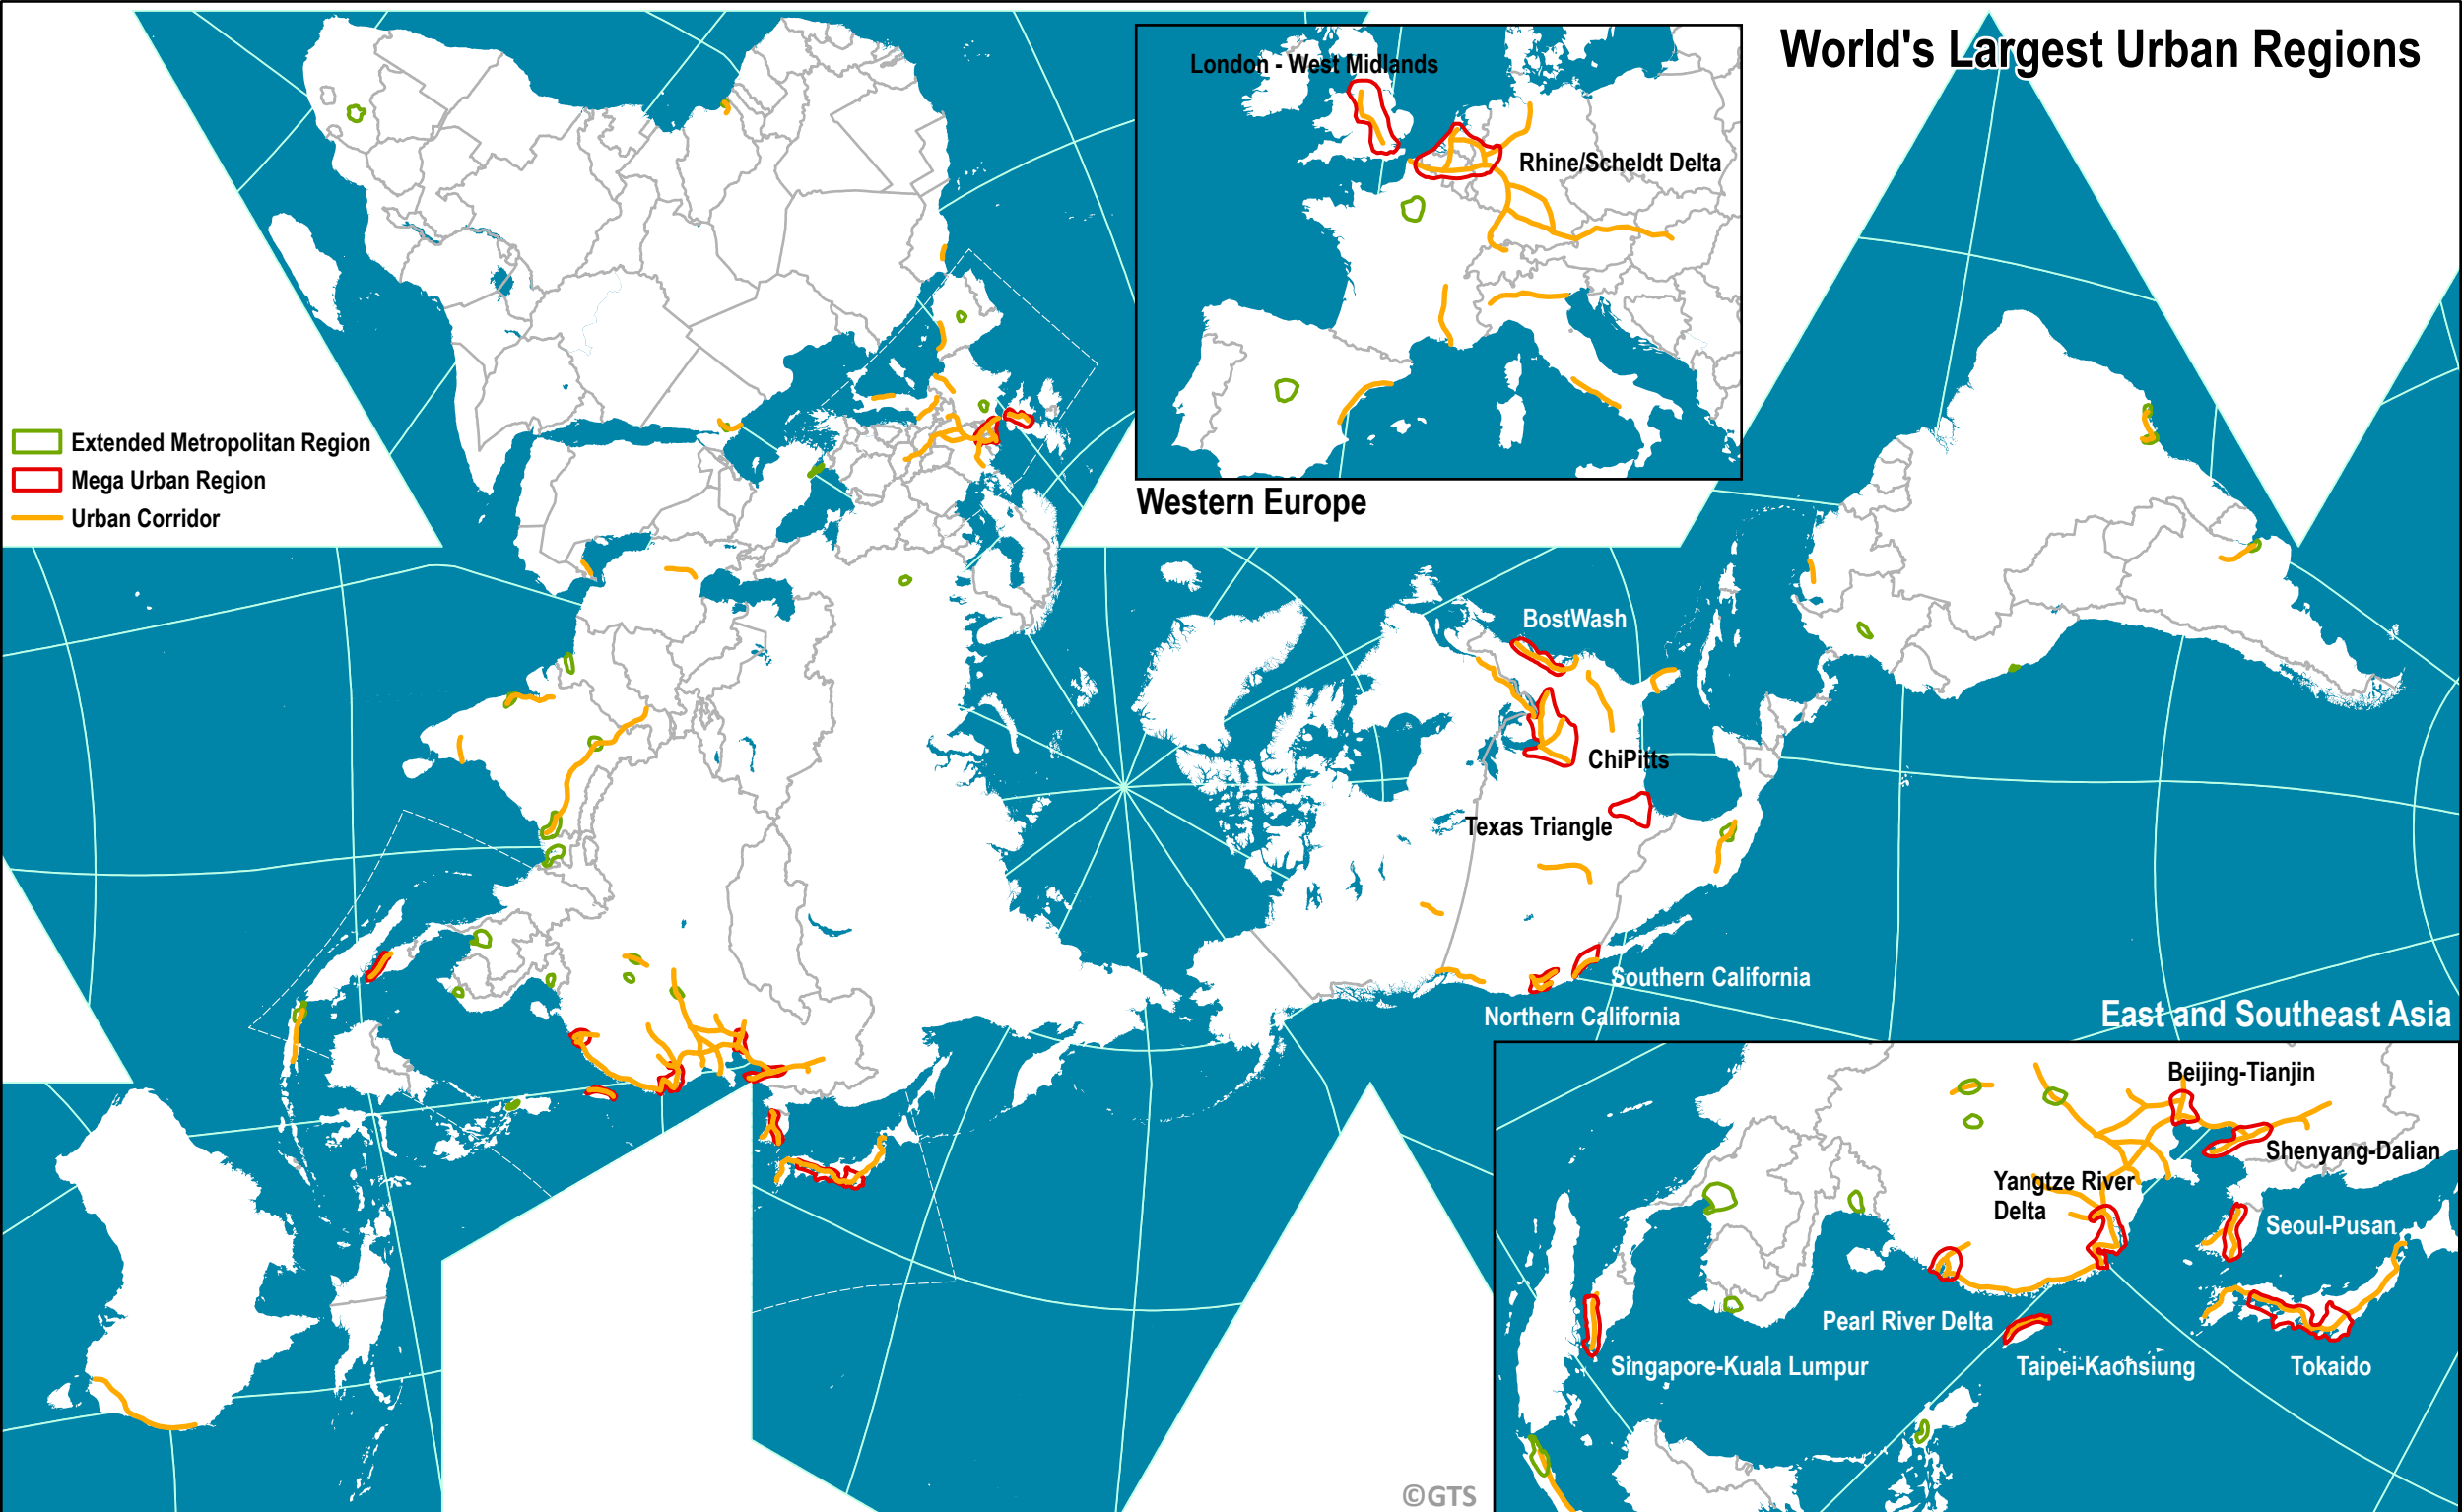 World's Largest Urban Regions
London - West Midlands
Rhine/Scheldt Delta
Western Europe
Extended Metropolitan Region
Mega Urban Region
Urban Corridor
BostWash
ChiPitts
Texas Triangle
Southern California
Northern California
East and Southeast Asia
Beijing-Tianjin
Shenyang-Dalian
Yangtze River
Delta
Seoul-Pusan
Pearl River Delta
Singapore-Kuala Lumpur
Taipei-Kaohsiung
Tokaido
©GTS